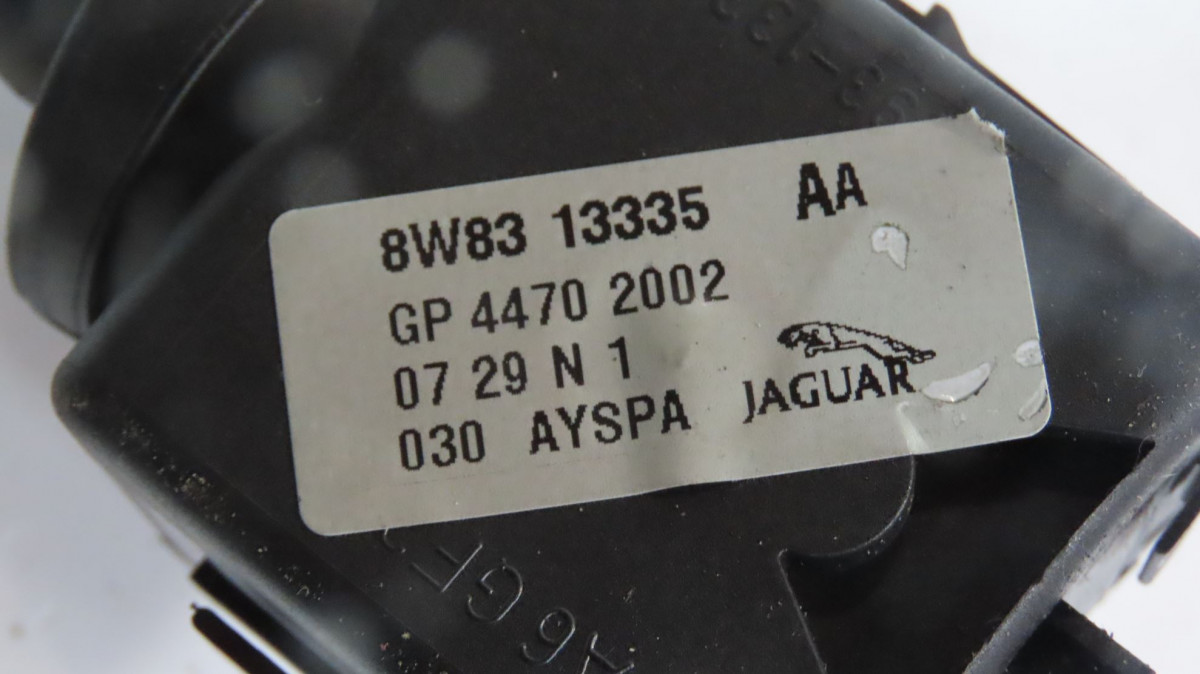 8W83 13335 AA
GP 4470 2002
07 29 N 1
030 AYSPA JAGUAR